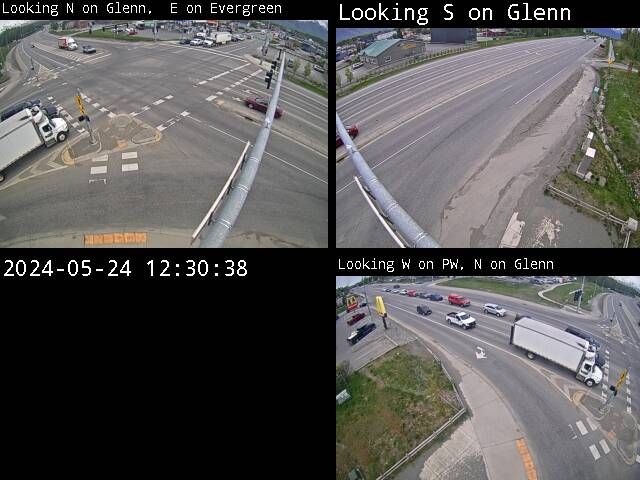 Looking N on Glenn,  E on Evergreen
Looking S on Glenn
2024-05-24 12:30:38
Looking W on PW, N on Glenn